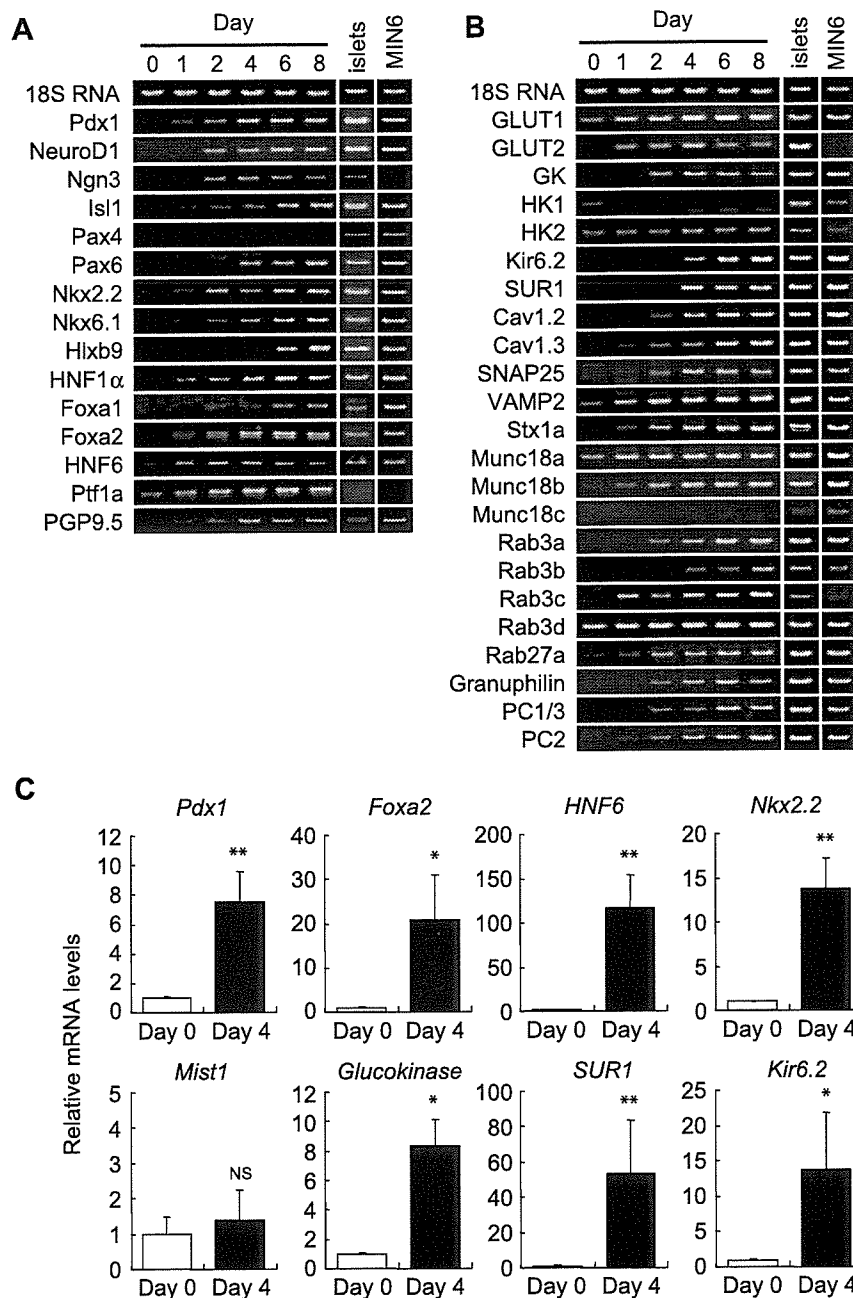 A
Day
0 1 2 4 6 8 islets MIN6
18S RNA
Pdx1
NeuroD1
Ngn3
Isl1
Pax4
Pax6
Nkx2.2
Nkx6.1
Hlxb9
HNF1α
Foxa1
Foxa2
HNF6
Ptf1a
PGP9.5
B
Day
0 1 2 4 6 8 islets MIN6
18S RNA
GLUT1
GLUT2
GK
HK1
HK2
Kir6.2
SUR1
Cav1.2
Cav1.3
SNAP25
VAMP2
Stx1a
Munc18a
Munc18b
Munc18c
Rab3a
Rab3b
Rab3c
Rab3d
Rab27a
Granuphilin
PC1/3
PC2
C
Relative mRNA levels
Pdx1
12
10
8
6
4
2
0
**
Day 0 Day 4
Foxa2
40
30
20
10
0
*
Day 0 Day 4
HNF6
200
150
100
50
0
**
Day 0 Day 4
Nkx2.2
20
15
10
5
0
**
Day 0 Day 4
Mist1
5
4
3
2
1
0
NS
Day 0 Day 4
Glucokinase
12
10
8
6
4
2
0
*
Day 0 Day 4
SUR1
100
80
60
40
20
0
**
Day 0 Day 4
Kir6.2
25
20
15
10
5
0
*
Day 0 Day 4